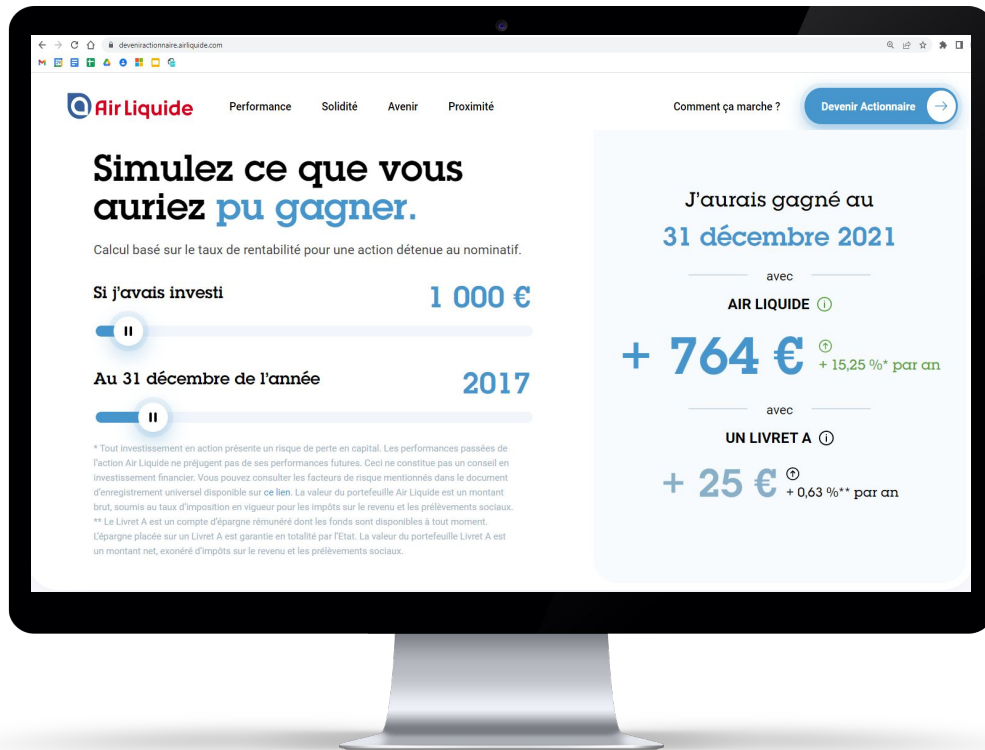 deveniractionnaire.airliquide.com
Air Liquide
Performance Solidité Avenir Proximité
Comment ça marche ?
Devenir Actionnaire
Simulez ce que vous
auriez pu gagner.
Calcul basé sur le taux de rentabilité pour une action détenue au nominatif.
Si j'avais investi
1 000 €
Au 31 décembre de l'année
2017
* Tout investissement en action présente un risque de perte en capital. Les performances passées de
l'action Air Liquide ne préjugent pas de ses performances futures. Ceci ne constitue pas un conseil en
investissement financier. Vous pouvez consulter les facteurs de risque mentionnés dans le document
d'enregistrement universel disponible sur ce lien. La valeur du portefeuille Air Liquide est un montant
brut, soumis au taux d'imposition en vigueur pour les impôts sur le revenu et les prélèvements sociaux.
** Le Livret A est un compte d'épargne rémunéré dont les fonds sont disponibles à tout moment.
L'épargne placée sur un Livret A est garantie en totalité par l'Etat. La valeur du portefeuille Livret A est
un montant net, exonéré d'impôts sur le revenu et les prélèvements sociaux.
J'aurais gagné au
31 décembre 2021
avec
AIR LIQUIDE
+ 764 €
+ 15,25 %* par an
avec
UN LIVRET A
+ 25 €
+ 0,63 %** par an